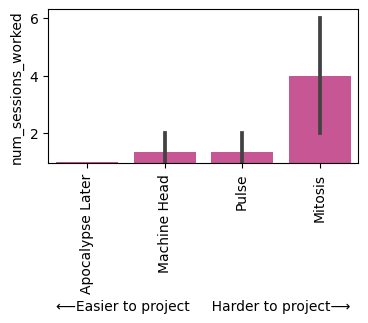 num_sessions_worked
6
4
2
Apocalypse Later
Machine Head
Pulse
Mitosis
⟵Easier to project Harder to project⟶